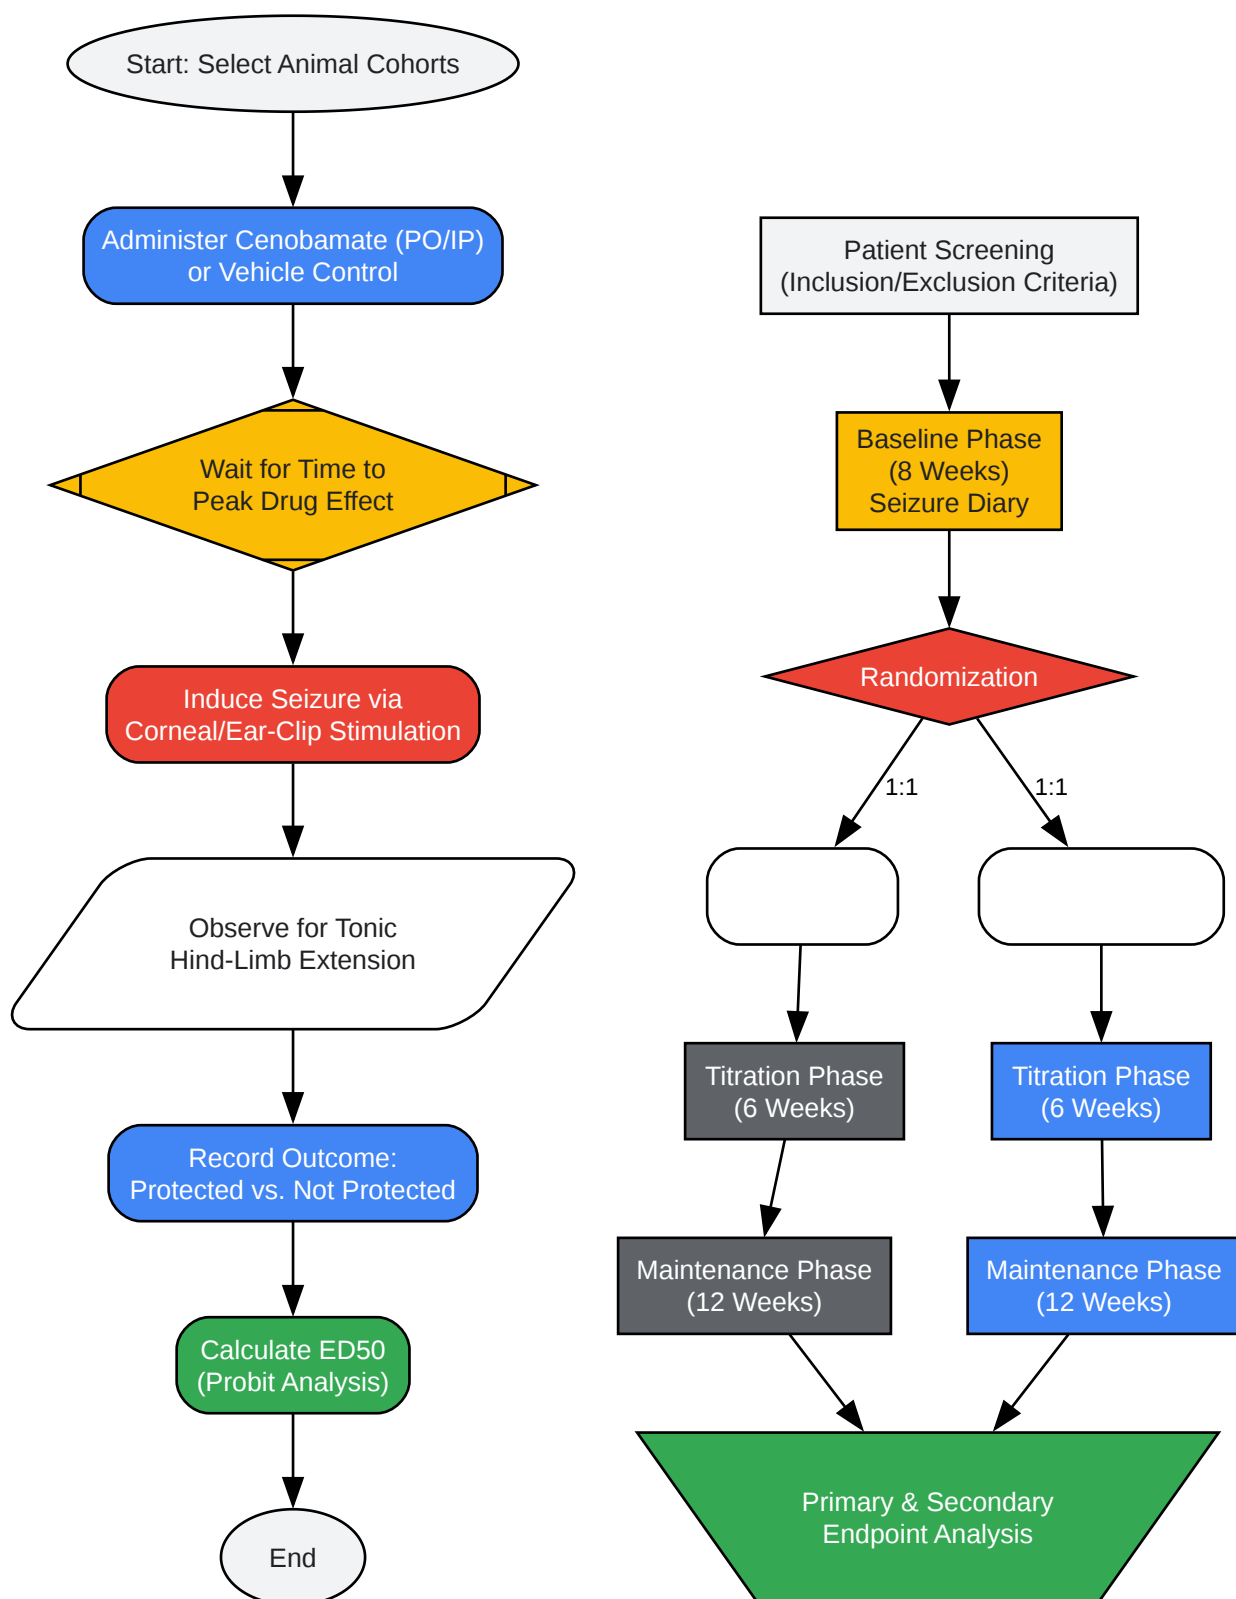 Start: Select Animal Cohorts
Administer Cenobamate (PO/IP)
or Vehicle Control
Wait for Time to
Peak Drug Effect
Induce Seizure via
Corneal/Ear-Clip Stimulation
Observe for Tonic
Hind-Limb Extension
Record Outcome:
Protected vs. Not Protected
Calculate ED50
(Probit Analysis)
End
Patient Screening
(Inclusion/Exclusion Criteria)
Baseline Phase
(8 Weeks)
Seizure Diary
Randomization
1:1
1:1
Titration Phase
(6 Weeks)
Titration Phase
(6 Weeks)
Maintenance Phase
(12 Weeks)
Maintenance Phase
(12 Weeks)
Primary & Secondary
Endpoint Analysis